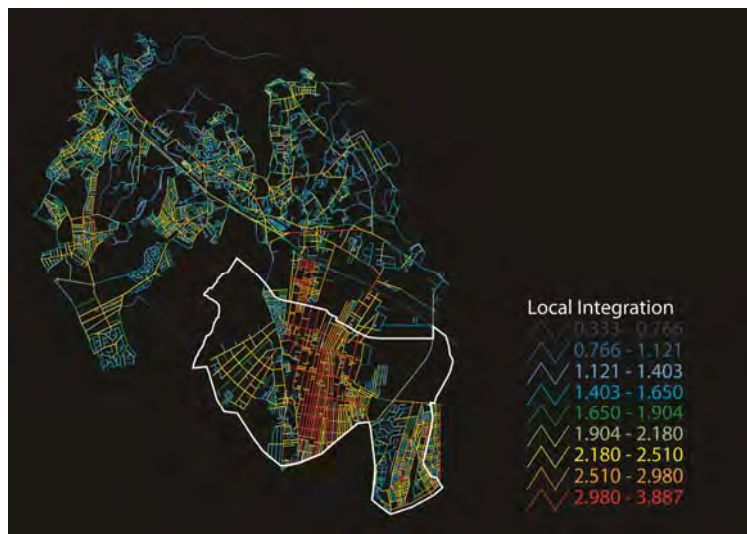 Local Integration
0.333 - 0.766
0.766 - 1.121
1.121 - 1.403
1.403 - 1.650
1.650 - 1.904
1.904 - 2.180
2.180 - 2.510
2.510 - 2.980
2.980 - 3.887